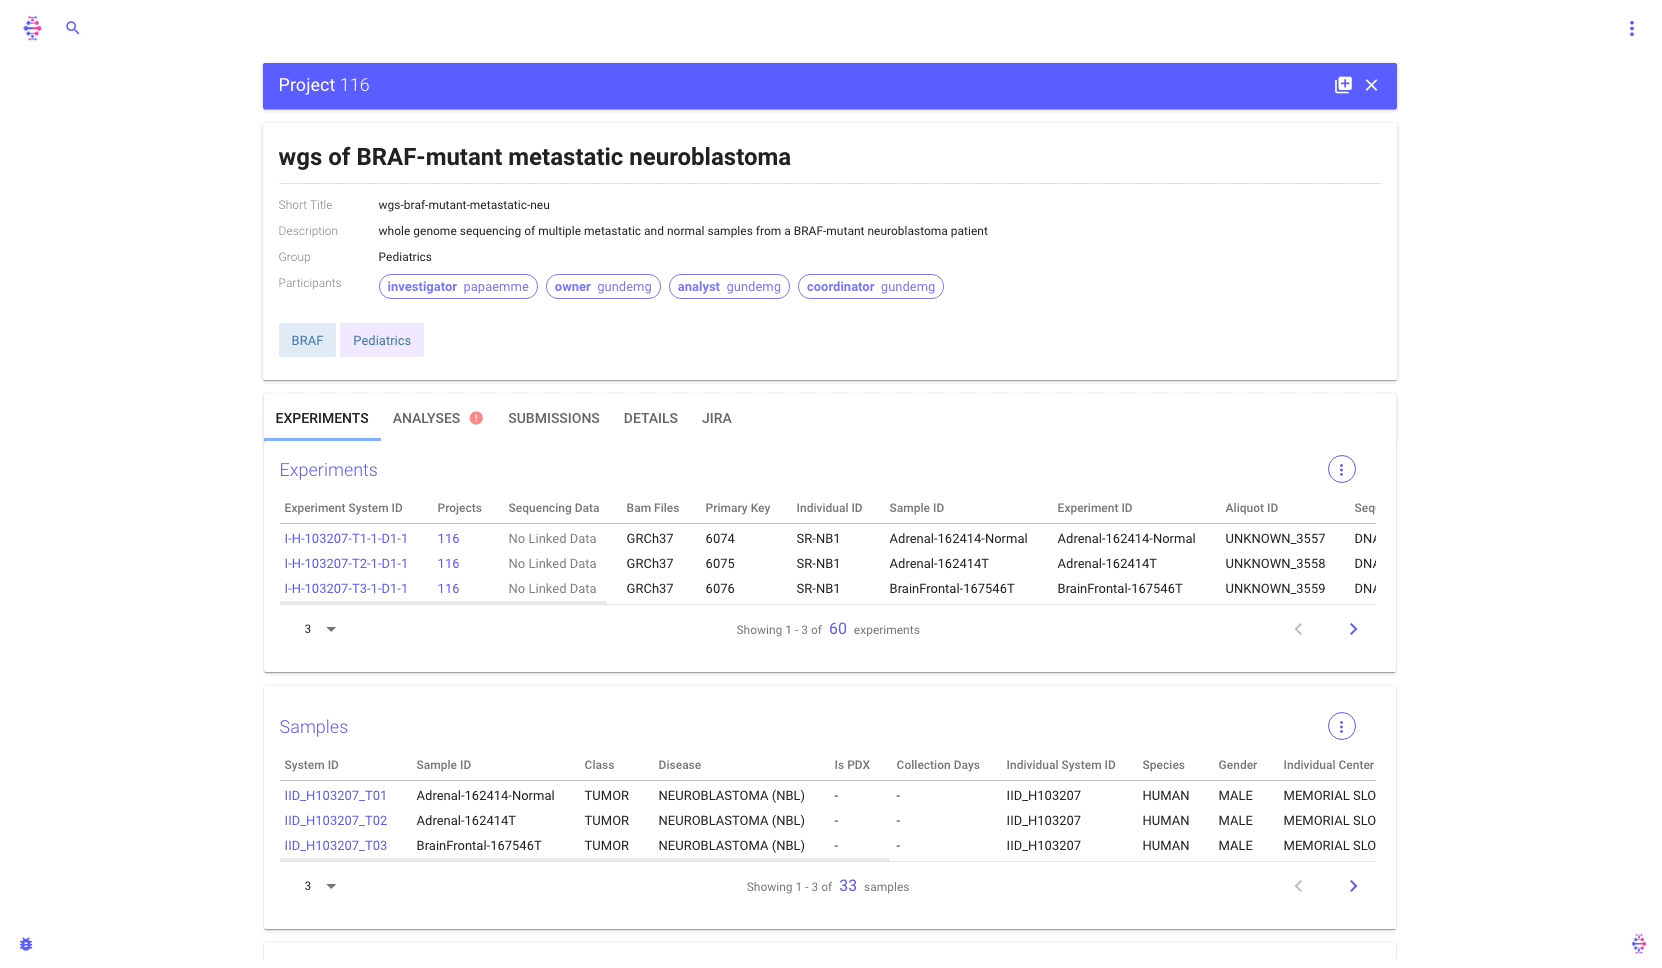 Project 116
wgs of BRAF-mutant metastatic neuroblastoma
Short Title wgs-braf-mutant-metastatic-neu
Description whole genome sequencing of multiple metastatic and normal samples from a BRAF-mutant neuroblastoma patient
Group Pediatrics
Participants investigator papaemme owner gundemg analyst gundemg coordinator gundemg
BRAF Pediatrics
EXPERIMENTS ANALYSES ! SUBMISSIONS DETAILS JIRA
Experiments
Experiment System ID Projects Sequencing Data Bam Files Primary Key Individual ID Sample ID Experiment ID Aliquot ID Seq
I-H-103207-T1-1-D1-1 116 No Linked Data GRCh37 6074 SR-NB1 Adrenal-162414-Normal Adrenal-162414-Normal UNKNOWN_3557 DNA
I-H-103207-T2-1-D1-1 116 No Linked Data GRCh37 6075 SR-NB1 Adrenal-162414T Adrenal-162414T UNKNOWN_3558 DNA
I-H-103207-T3-1-D1-1 116 No Linked Data GRCh37 6076 SR-NB1 BrainFrontal-167546T BrainFrontal-167546T UNKNOWN_3559 DNA
3 Showing 1 - 3 of 60 experiments
Samples
System ID Sample ID Class Disease Is PDX Collection Days Individual System ID Species Gender Individual Center
IID_H103207_T01 Adrenal-162414-Normal TUMOR NEUROBLASTOMA (NBL) - - IID_H103207 HUMAN MALE MEMORIAL SLO
IID_H103207_T02 Adrenal-162414T TUMOR NEUROBLASTOMA (NBL) - - IID_H103207 HUMAN MALE MEMORIAL SLO
IID_H103207_T03 BrainFrontal-167546T TUMOR NEUROBLASTOMA (NBL) - - IID_H103207 HUMAN MALE MEMORIAL SLO
3 Showing 1 - 3 of 33 samples